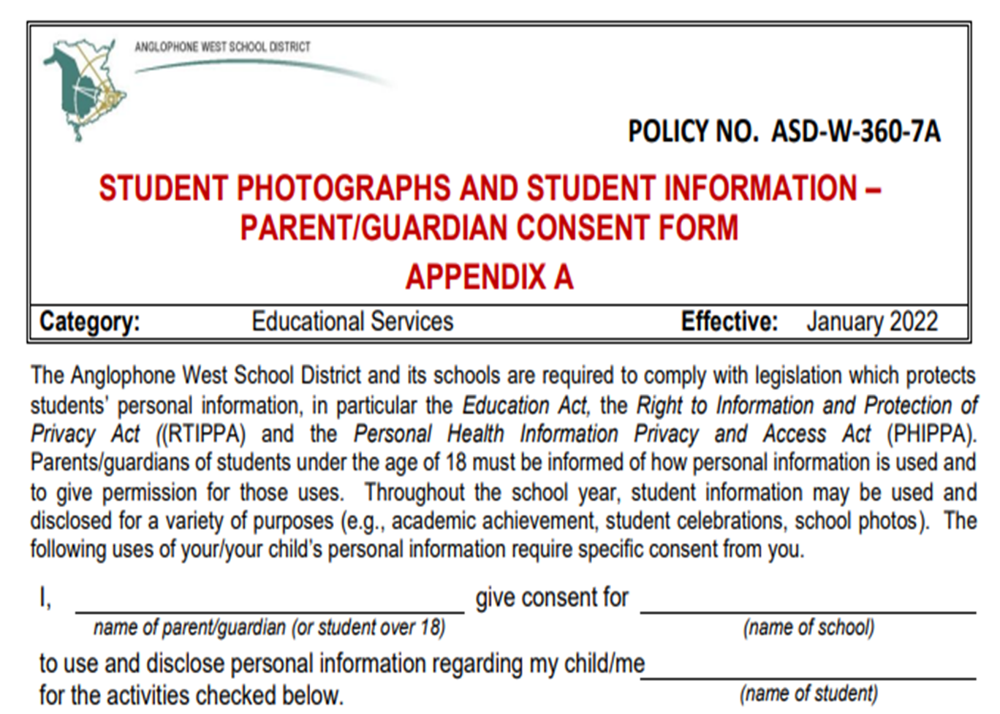 ANGLOPHONE WEST SCHOOL DISTRICT
POLICY NO. ASD-W-360-7A
STUDENT PHOTOGRAPHS AND STUDENT INFORMATION –
PARENT/GUARDIAN CONSENT FORM
APPENDIX A
Category: Educational Services Effective: January 2022
The Anglophone West School District and its schools are required to comply with legislation which protects
students' personal information, in particular the Education Act, the Right to Information and Protection of
Privacy Act ((RTIPPA) and the Personal Health Information Privacy and Access Act (PHIPPA).
Parents/guardians of students under the age of 18 must be informed of how personal information is used and
to give permission for those uses. Throughout the school year, student information may be used and
disclosed for a variety of purposes (e.g., academic achievement, student celebrations, school photos). The
following uses of your/your child's personal information require specific consent from you.
I, give consent for
name of parent/guardian (or student over 18) (name of school)
to use and disclose personal information regarding my child/me
for the activities checked below. (name of student)